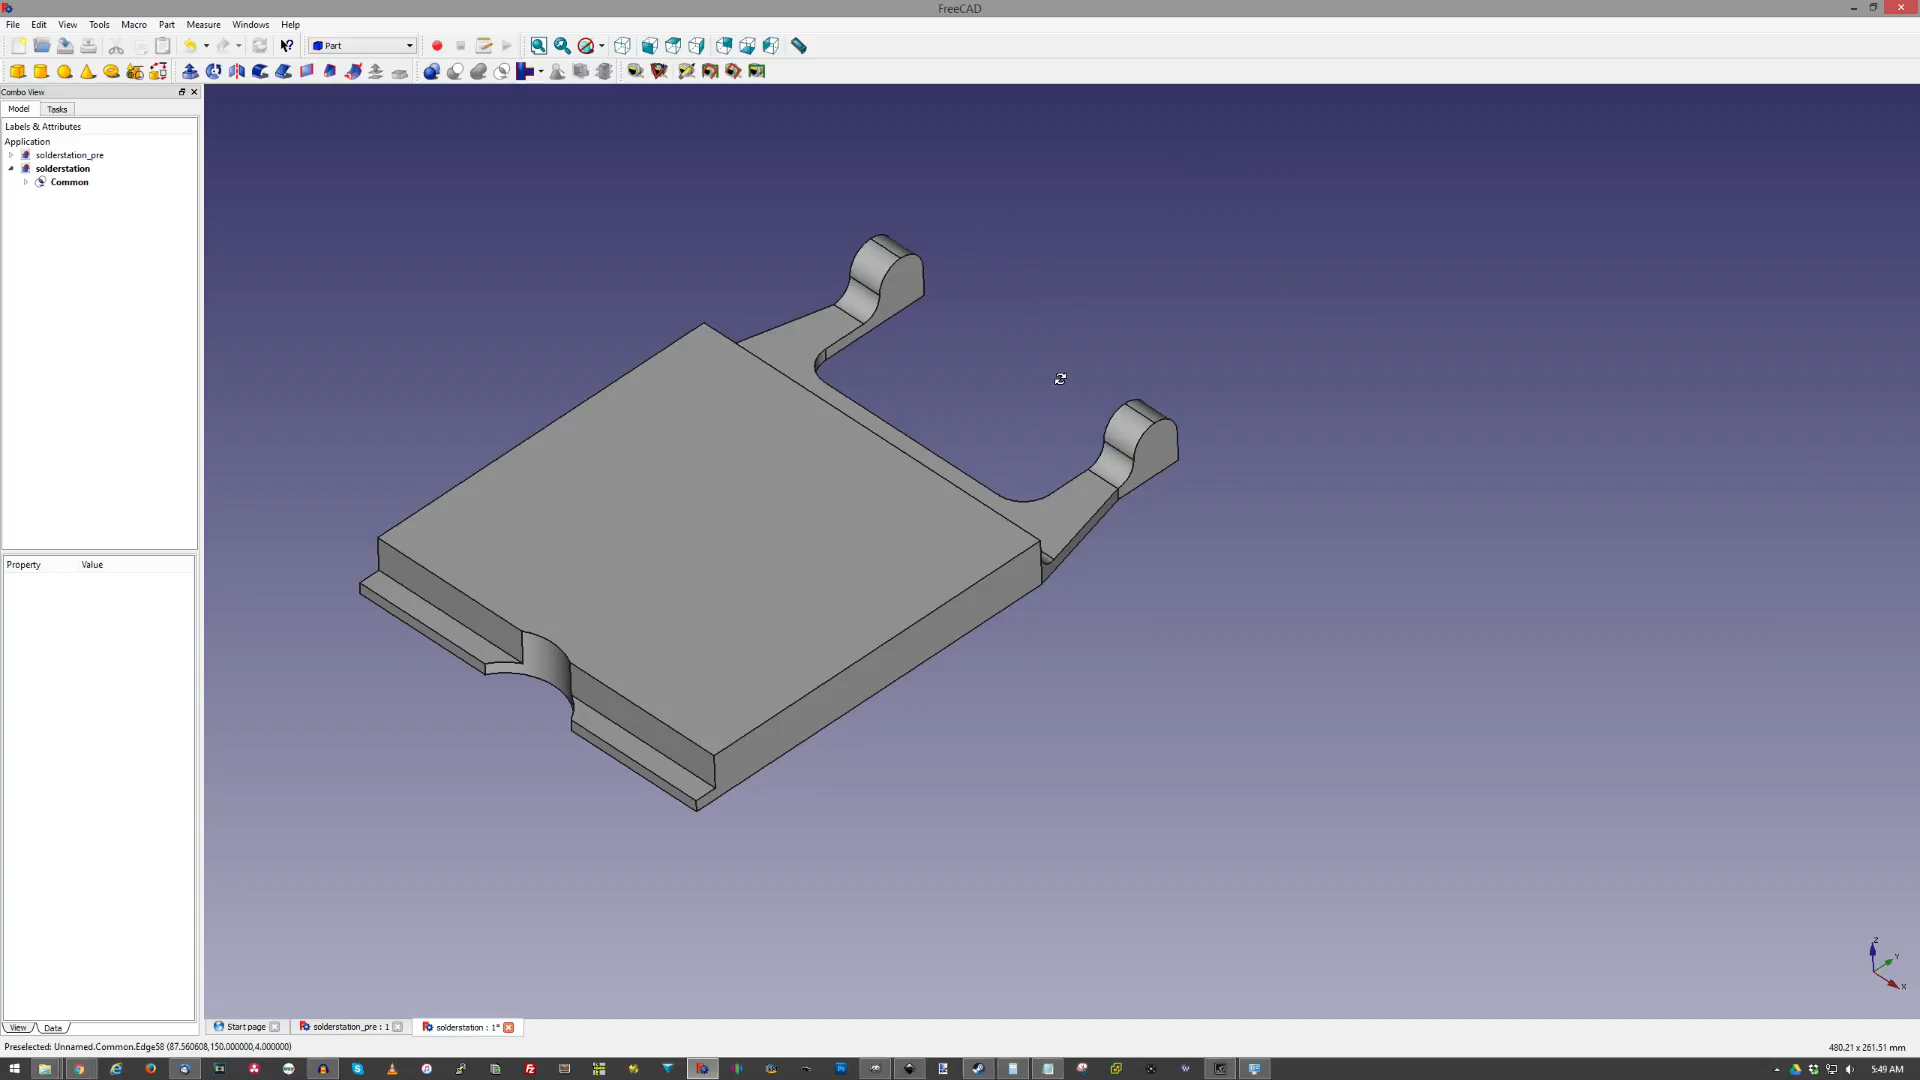 FreeCAD
File Edit View Tools Macro Part Measure Windows Help
Part
Combo View
Model Tasks
Labels & Attributes
Application
solderstation_pre
solderstation
Common
Property Value
View Data
Start page solderstation_pre : 1 solderstation : 1*
Z
Y
X
Preselected: Unnamed.Common.Edge58 (87.560608,150.000000,4.000000)
480.21 x 261.51 mm
5:49 AM